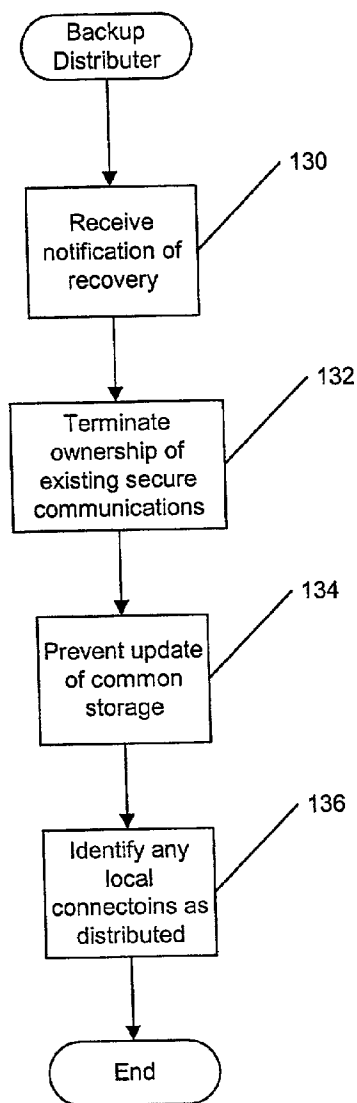 Backup
Distributer
130
Receive
notification of
recovery
132
Terminate
ownership of
existing secure
communications
134
Prevent update
of common
storage
136
Identify any
local
connectoins as
distributed
End